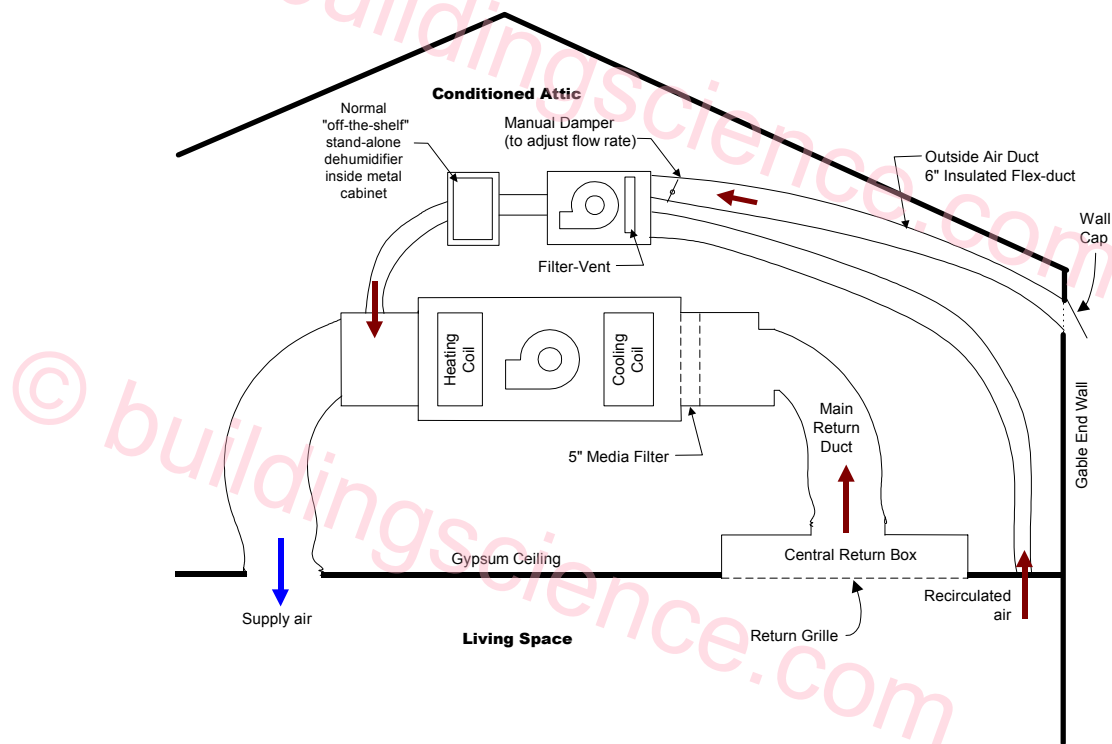 © buildingscience.com
buildingscience.com
Conditioned Attic
Normal
"off-the-shelf"
stand-alone
dehumidifier
inside metal
cabinet
Manual Damper
(to adjust flow rate)
Outside Air Duct
6" Insulated Flex-duct
Wall
Cap
Filter-Vent
Heating
Coil
Cooling
Coil
Main
Return
Duct
5" Media Filter
Gable End Wall
Gypsum Ceiling
Central Return Box
Supply air
Living Space
Return Grille
Recirculated
air